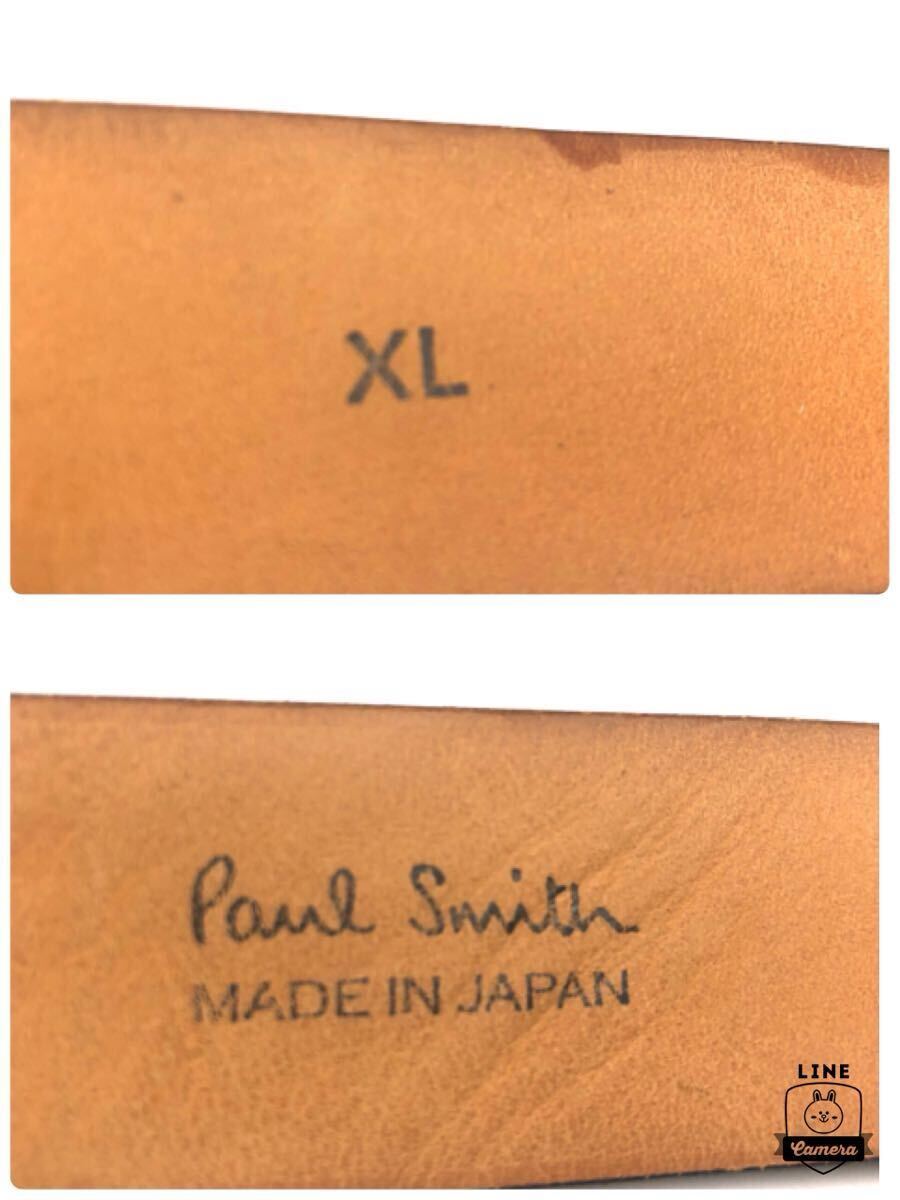 XL
Paul Smith
MADE IN JAPAN
LINE
Camera